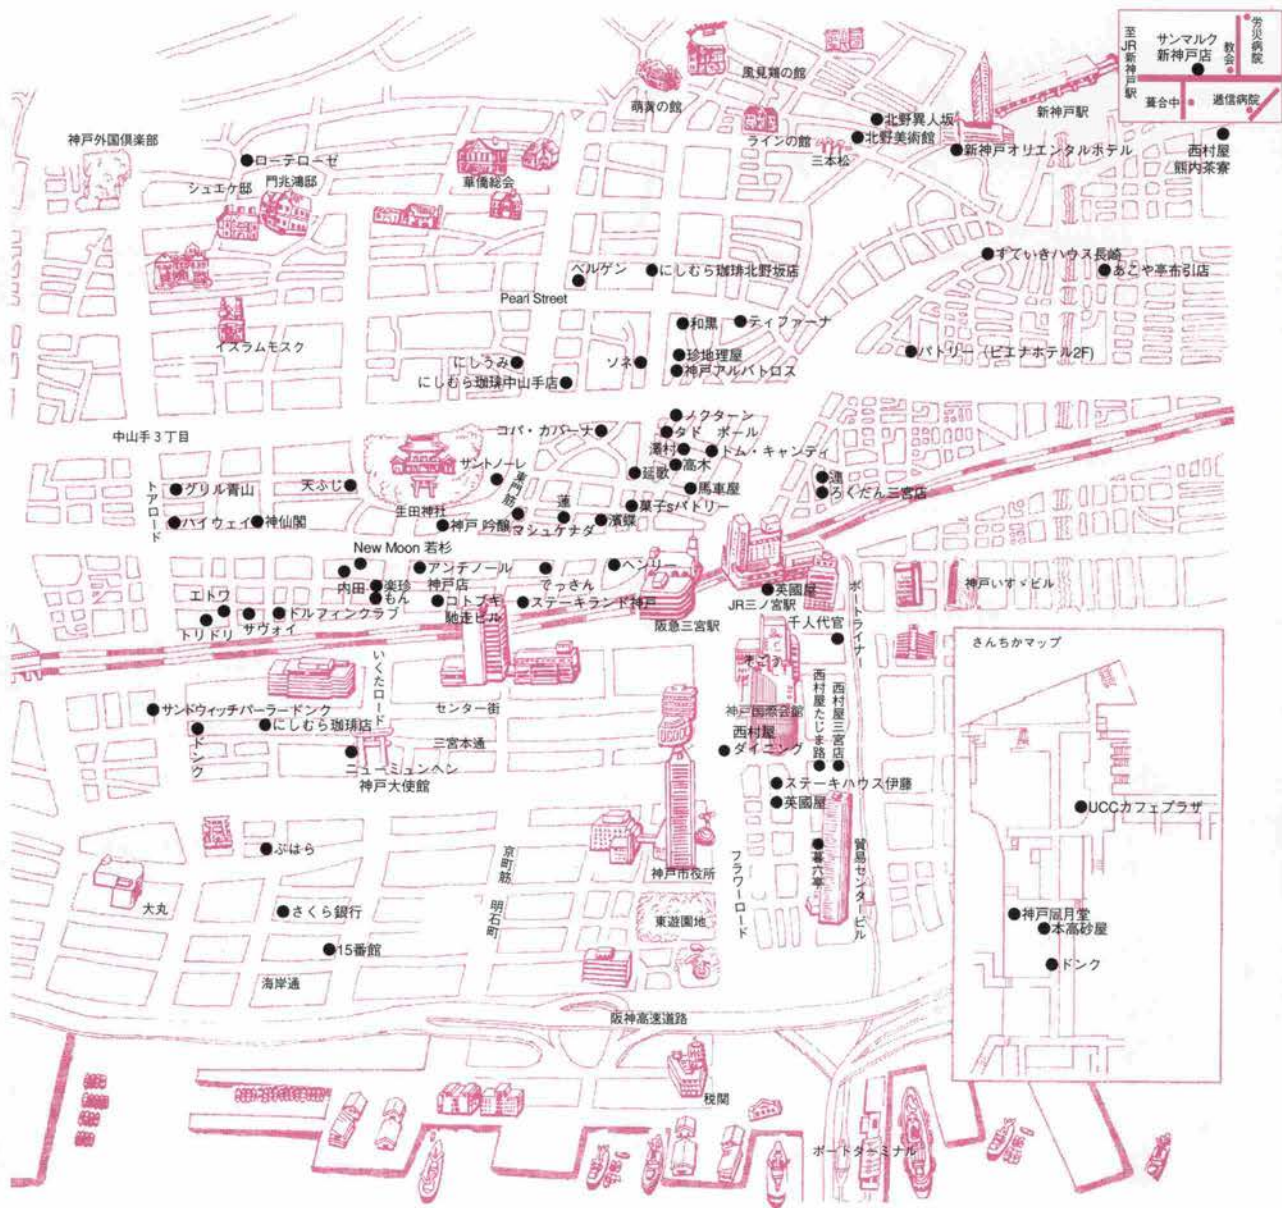 労災病院
至JR新神戸駅
サンマルク
新神戸店
教会
葺合中
逓信病院
風見鶏の館
萌黄の館
新神戸駅
北野異人坂
北野美術館
ラインの館
三本松
新神戸オリエンタルホテル
西村屋
熊内茶寮
神戸外国倶楽部
ローテローゼ
シュエケ邸
門兆鴻邸
華僑総会
すていきハウス長崎
あこや亭布引店
ベルゲン
にしむら珈琲北野坂店
Pearl Street
イスラムモスク
和黒
ティファーナ
にしうみ
ソネ
珍地理屋
神戸アルバトロス
にしむら珈琲中山手店
パトリー(ビエナホテル2F)
ノクターン
コパ・カバーナ
タド ポール
中山手3丁目
灘村
トム・キャンティ
サントノーレ
高木
延歌
トアロード
グリル青山
天ふじ
東門筋
馬車屋
ろくだん三宮店
生田神社
蓮
菓子sパトリー
ハイウェイ
神仙閣
神戸 吟醸
マシュケナダ
濱蝶
New Moon 若杉
アンテノール
神戸店
でっさん
ヘンリー
内田
楽珍
もん
コトブキ
馳走ビル
ステーキランド神戸
エトワ
トリドリ
サヴォイ
ドルフィンクラブ
阪急三宮駅
英國屋
JR三ノ宮駅
千人代官
ポートライナー
神戸いすゞビル
いくたロード
そごう
さんちかマップ
サンドウィッチパーラードンク
にしむら珈琲店
センター街
神戸国際会館
西村屋たじま路
西村屋三宮店
ドンク
三宮本通
西村屋
ダイニング
ニューミュンヘン
神戸大使館
ステーキハウス伊藤
英國屋
UCCカフェプラザ
ぶはら
京町筋
神戸市役所
フラワーロード
暮六亭
貿易センタービル
大丸
さくら銀行
明石町
東遊園地
神戸凮月堂
本高砂屋
15番館
ドンク
海岸通
阪神高速道路
税関
ポートターミナル